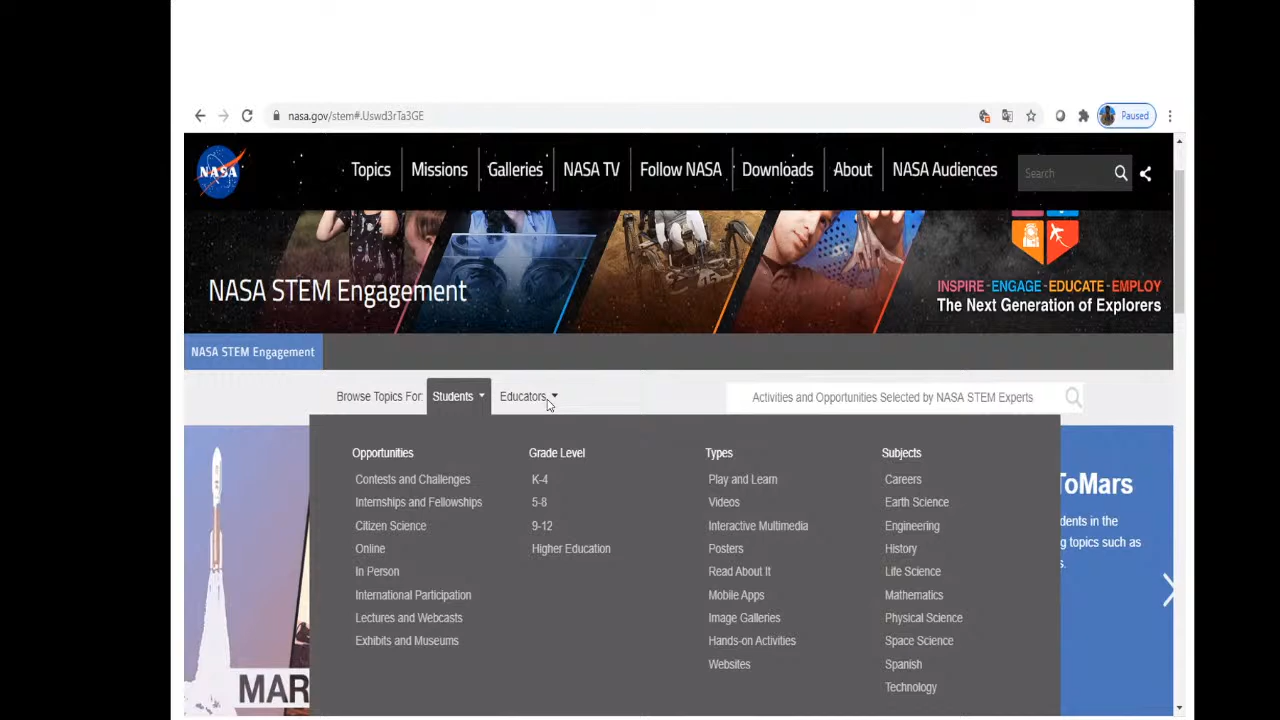 nasa.gov/stem#.Uswd3rTa3GE
Paused
NASA
Topics
Missions
Galleries
NASA TV
Follow NASA
Downloads
About
NASA Audiences
Search
NASA STEM Engagement
INSPIRE - ENGAGE - EDUCATE - EMPLOY
The Next Generation of Explorers
NASA STEM Engagement
Browse Topics For:
Students
Educators
Activities and Opportunities Selected by NASA STEM Experts
Opportunities
Contests and Challenges
Internships and Fellowships
Citizen Science
Online
In Person
International Participation
Lectures and Webcasts
Exhibits and Museums
Grade Level
K-4
5-8
9-12
Higher Education
Types
Play and Learn
Videos
Interactive Multimedia
Posters
Read About It
Mobile Apps
Image Galleries
Hands-on Activities
Websites
Subjects
Careers
Earth Science
Engineering
History
Life Science
Mathematics
Physical Science
Space Science
Spanish
Technology
ToMars
dents in the
g topics such as
s.
MAR